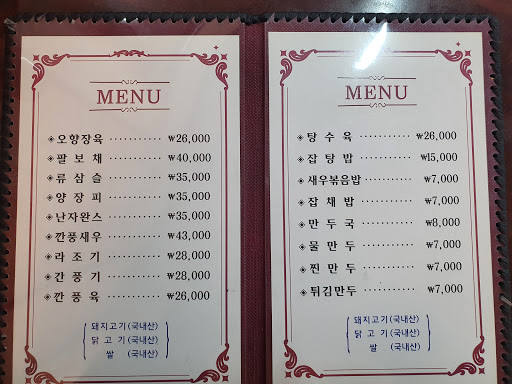 MENU
오향장육 ₩26,000
팔보채 ₩40,000
류삼슬 ₩35,000
양장피 ₩35,000
난자완스 ₩35,000
깐풍새우 ₩43,000
라조기 ₩28,000
간풍기 ₩28,000
깐풍육 ₩26,000
돼지고기(국내산)
닭고기(국내산)
쌀 (국내산)
MENU
탕수육 ₩26,000
잡탕밥 ₩15,000
새우볶음밥 ₩7,000
잡채밥 ₩7,000
만두국 ₩8,000
물만두 ₩7,000
찐만두 ₩7,000
튀김만두 ₩7,000
돼지고기(국내산)
닭고기(국내산)
쌀 (국내산)